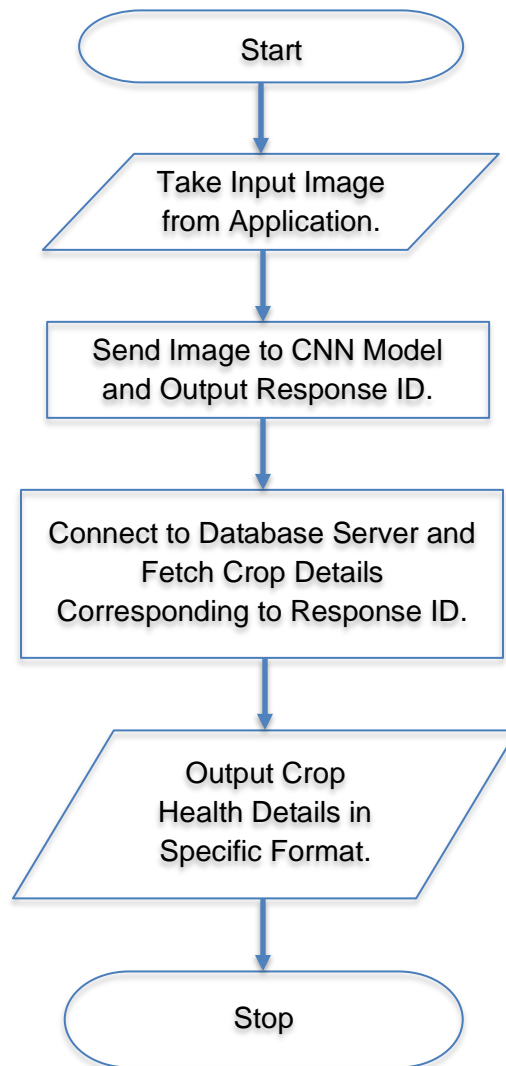 Start
Take Input Image
from Application.
Send Image to CNN Model
and Output Response ID.
Connect to Database Server and
Fetch Crop Details
Corresponding to Response ID.
Output Crop
Health Details in
Specific Format.
Stop